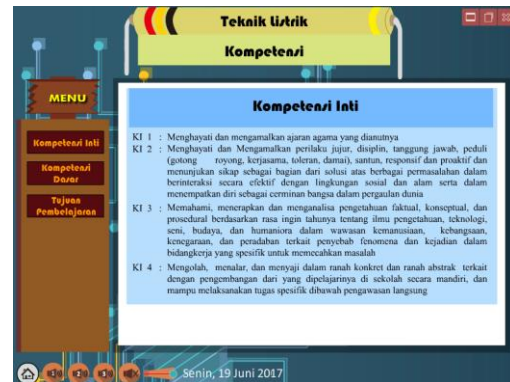 Teknik Listrik
Kompetensi
MENU
Kompetensi Inti
Kompetensi
Dasar
Tujuan
Pembelajaran
Kompetensi Inti
KI 1 : Menghayati dan mengamalkan ajaran agama yang dianutnya
KI 2 : Menghayati dan Mengamalkan perilaku jujur, disiplin, tanggung jawab, peduli
(gotong royong, kerjasama, toleran, damai), santun, responsif dan proaktif dan
menunjukan sikap sebagai bagian dari solusi atas berbagai permasalahan dalam
berinteraksi secara efektif dengan lingkungan sosial dan alam serta dalam
menempatkan diri sebagai cerminan bangsa dalam pergaulan dunia
KI 3 : Memahami, menerapkan dan menganalisa pengetahuan faktual, konseptual, dan
prosedural berdasarkan rasa ingin tahunya tentang ilmu pengetahuan, teknologi,
seni, budaya, dan humaniora dalam wawasan kemanusiaan, kebangsaan,
kenegaraan, dan peradaban terkait penyebab fenomena dan kejadian dalam
bidangkerja yang spesifik untuk memecahkan masalah
KI 4 : Mengolah, menalar, dan menyaji dalam ranah konkret dan ranah abstrak terkait
dengan pengembangan dari yang dipelajarinya di sekolah secara mandiri, dan
mampu melaksanakan tugas spesifik dibawah pengawasan langsung
Senin, 19 Juni 2017